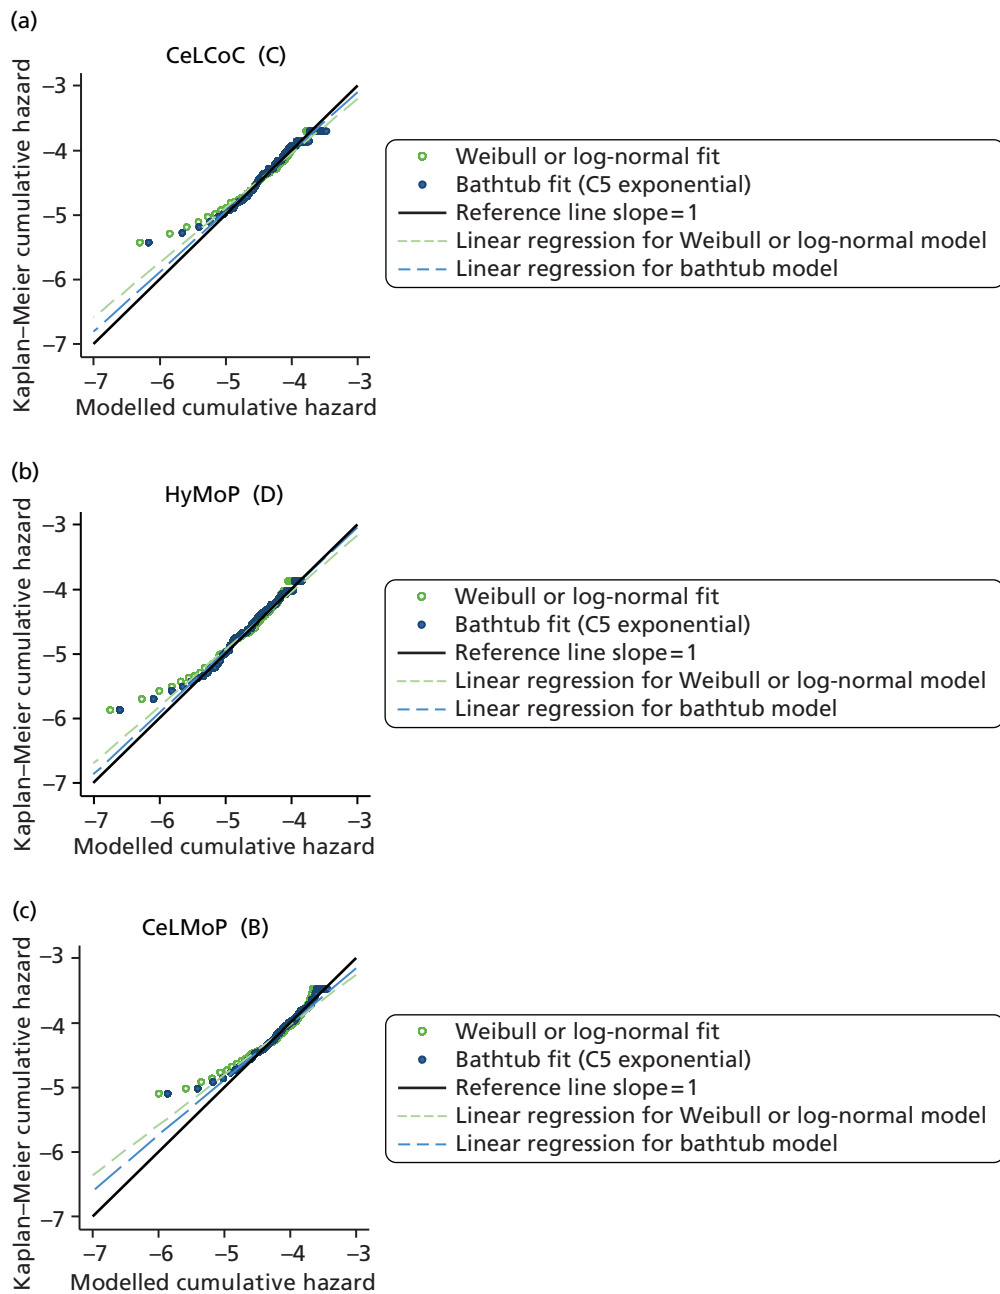 (a)
CeLCoC (C)
Kaplan–Meier cumulative hazard
–3
–4
–5
–6
–7
–7 –6 –5 –4 –3
Modelled cumulative hazard
Weibull or log-normal fit
Bathtub fit (C5 exponential)
Reference line slope=1
Linear regression for Weibull or log-normal model
Linear regression for bathtub model
(b)
HyMoP (D)
Kaplan–Meier cumulative hazard
–3
–4
–5
–6
–7
–7 –6 –5 –4 –3
Modelled cumulative hazard
Weibull or log-normal fit
Bathtub fit (C5 exponential)
Reference line slope=1
Linear regression for Weibull or log-normal model
Linear regression for bathtub model
(c)
CeLMoP (B)
Kaplan–Meier cumulative hazard
–3
–4
–5
–6
–7
–7 –6 –5 –4 –3
Modelled cumulative hazard
Weibull or log-normal fit
Bathtub fit (C5 exponential)
Reference line slope=1
Linear regression for Weibull or log-normal model
Linear regression for bathtub model